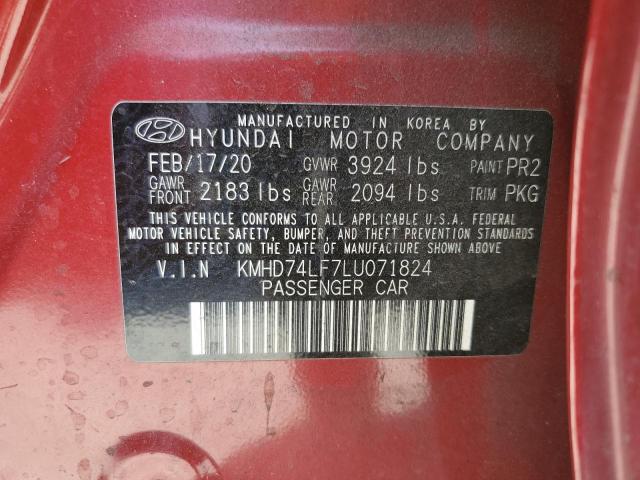 MANUFACTURED IN KOREA BY
HYUNDAI MOTOR COMPANY
FEB/17/20 GVWR 3924 lbs PAINT PR2
GAWR FRONT 2183 lbs GAWR REAR 2094 lbs TRIM PKG
THIS VEHICLE CONFORMS TO ALL APPLICABLE U.S.A. FEDERAL
MOTOR VEHICLE SAFETY, BUMPER, AND THEFT PREVENTION STANDARDS
IN EFFECT ON THE DATE OF MANUFACTURE SHOWN ABOVE
V.I.N KMHD74LF7LU071824
PASSENGER CAR